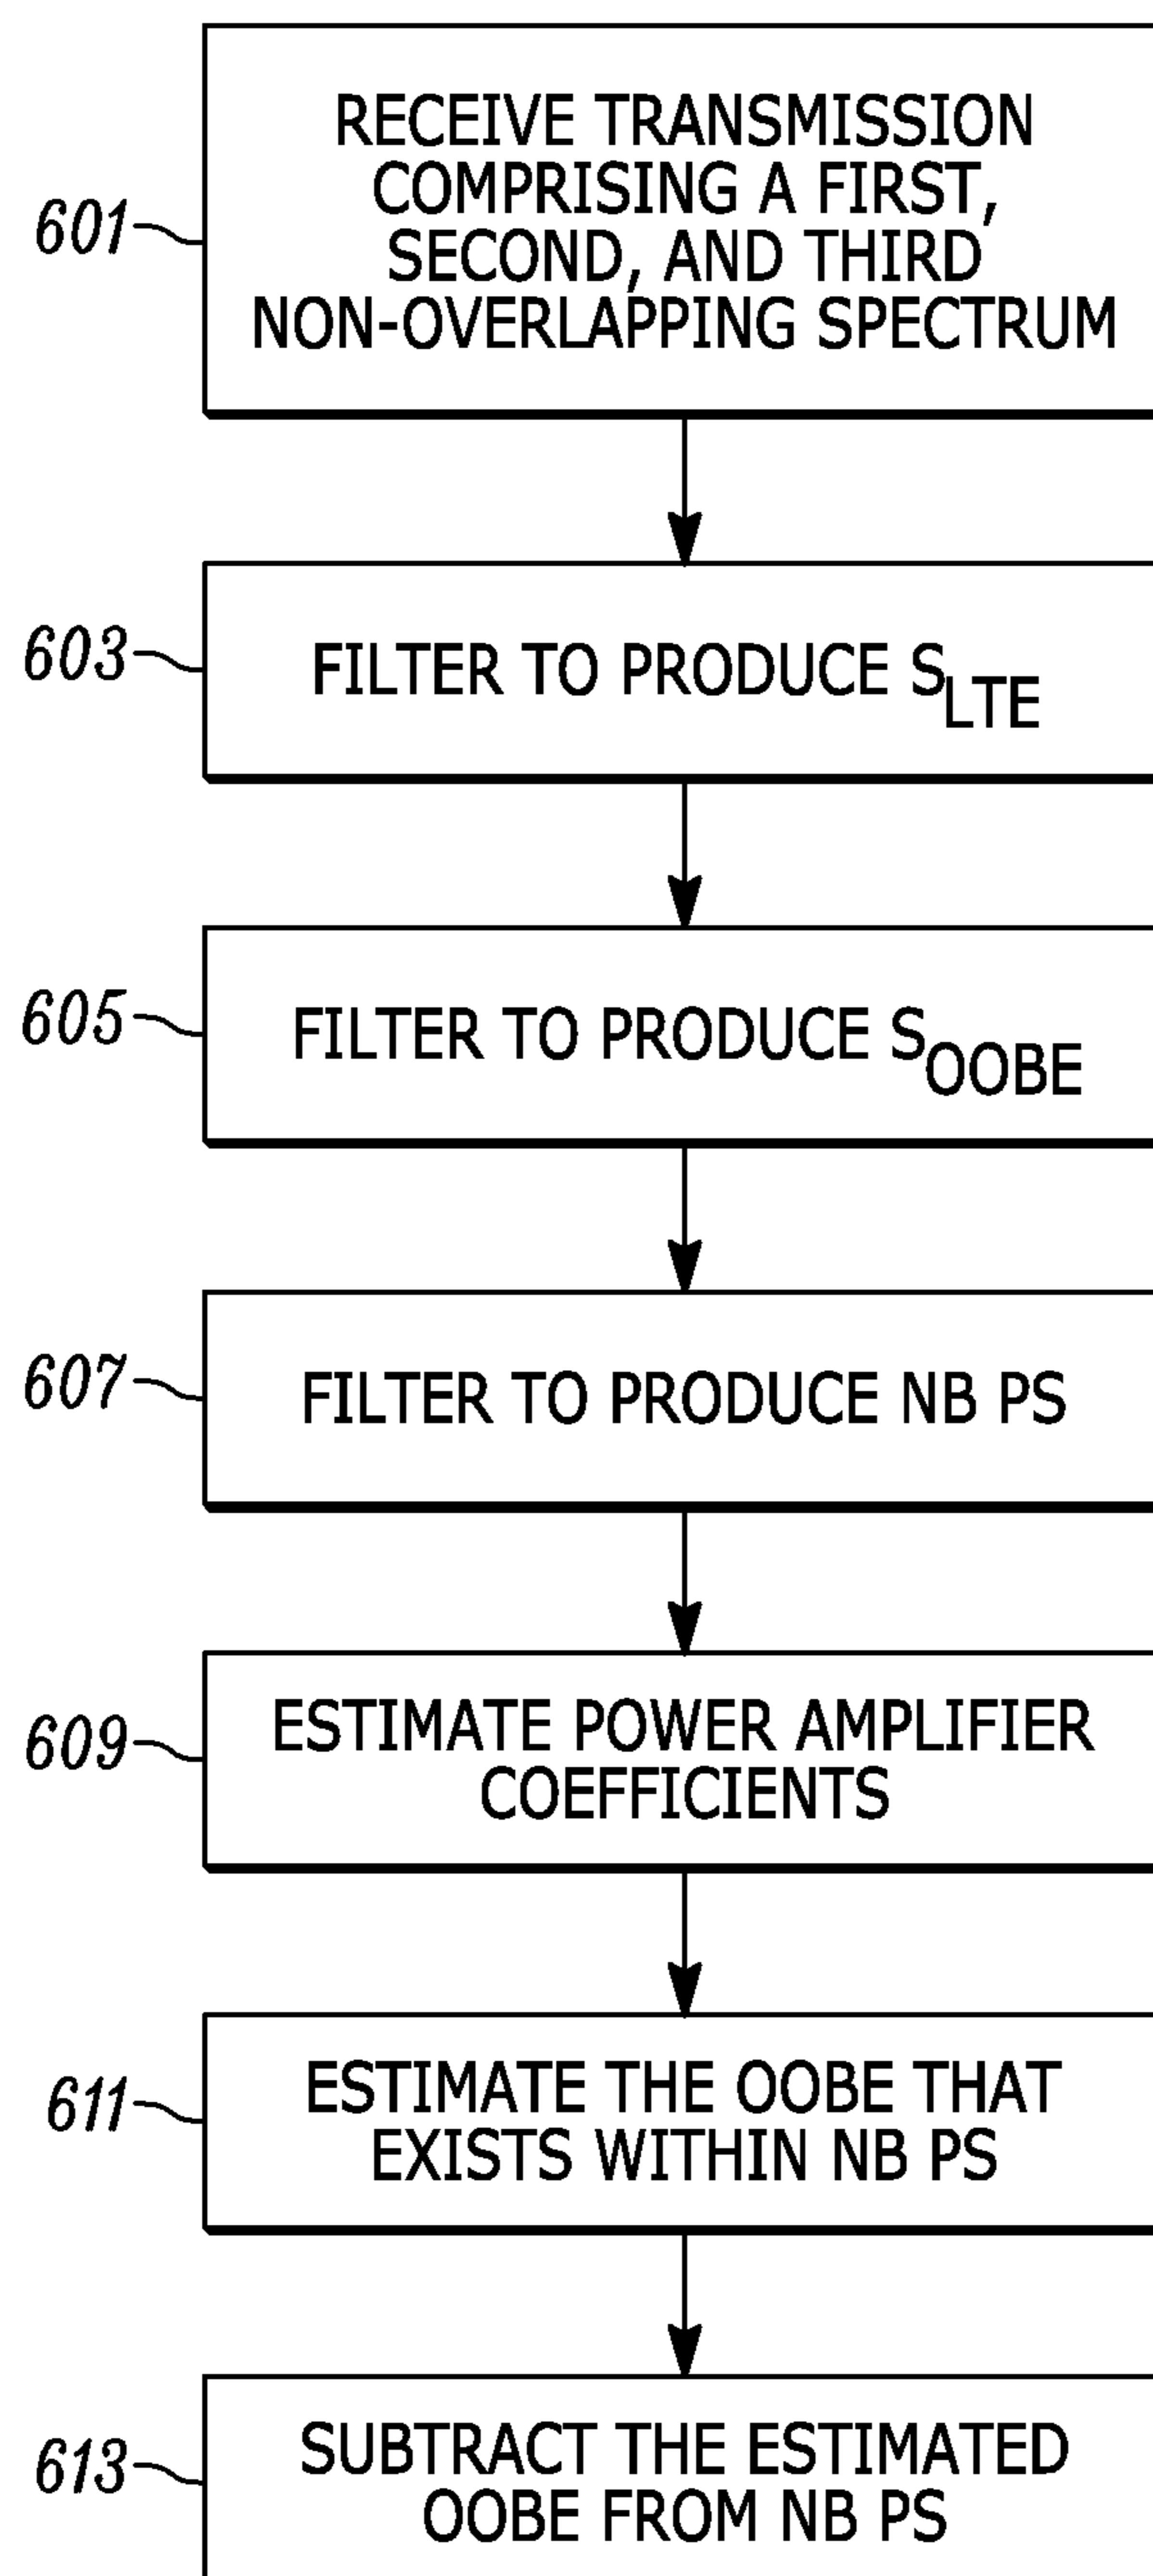 601
RECEIVE TRANSMISSION
COMPRISING A FIRST,
SECOND, AND THIRD
NON-OVERLAPPING SPECTRUM
603
FILTER TO PRODUCE S_LTE
605
FILTER TO PRODUCE S_OOBE
607
FILTER TO PRODUCE NB PS
609
ESTIMATE POWER AMPLIFIER
COEFFICIENTS
611
ESTIMATE THE OOBE THAT
EXISTS WITHIN NB PS
613
SUBTRACT THE ESTIMATED
OOBE FROM NB PS